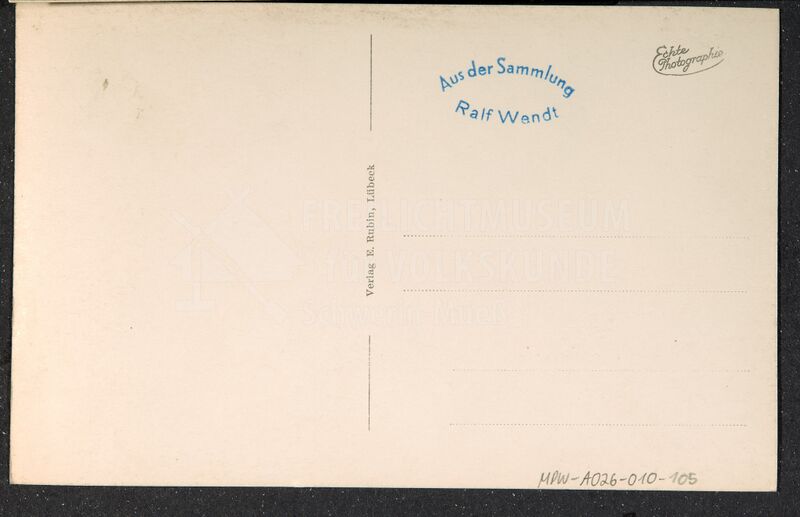 Aus der Sammlung
Ralf Wendt
Echte
Photographie
Verlag E. Rubin, Lübeck
FREILICHTMUSEUM
für VOLKSKUNDE
Schwerin-Mueß
MPW-A026-010-105